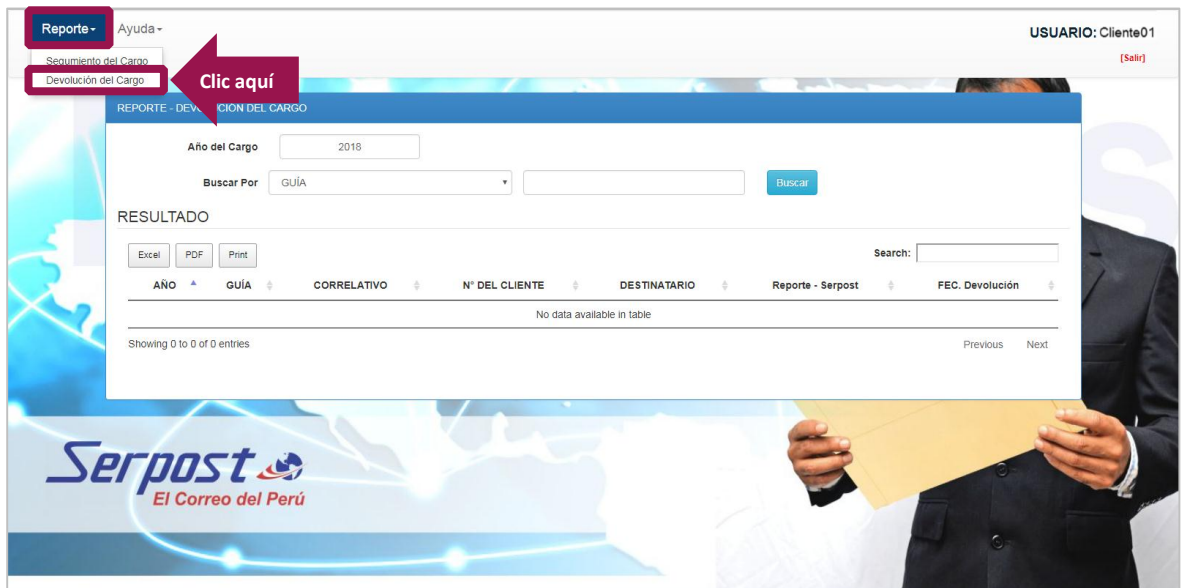 Reporte Ayuda
USUARIO: Cliente01
[Salir]
Seguimiento del Cargo
Devolución del Cargo
Clic aquí
REPORTE - DEVOLUCIÓN DEL CARGO
Año del Cargo 2018
Buscar Por GUÍA Buscar
RESULTADO
Excel PDF Print Search:
AÑO GUÍA CORRELATIVO N° DEL CLIENTE DESTINATARIO Reporte - Serpost FEC. Devolución
No data available in table
Showing 0 to 0 of 0 entries Previous Next
Serpost
El Correo del Perú